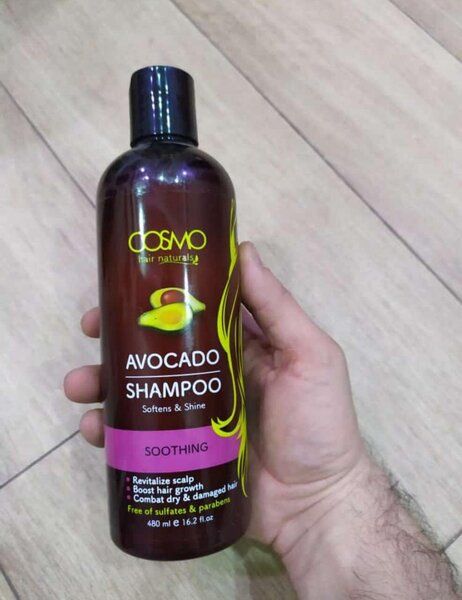 COSMO
hair naturals
AVOCADO
SHAMPOO
Softens & Shine
SOOTHING
• Revitalize scalp
• Boost hair growth
• Combat dry & damaged hair
Free of sulfates & parabens
480 ml e 16.2 fl.oz